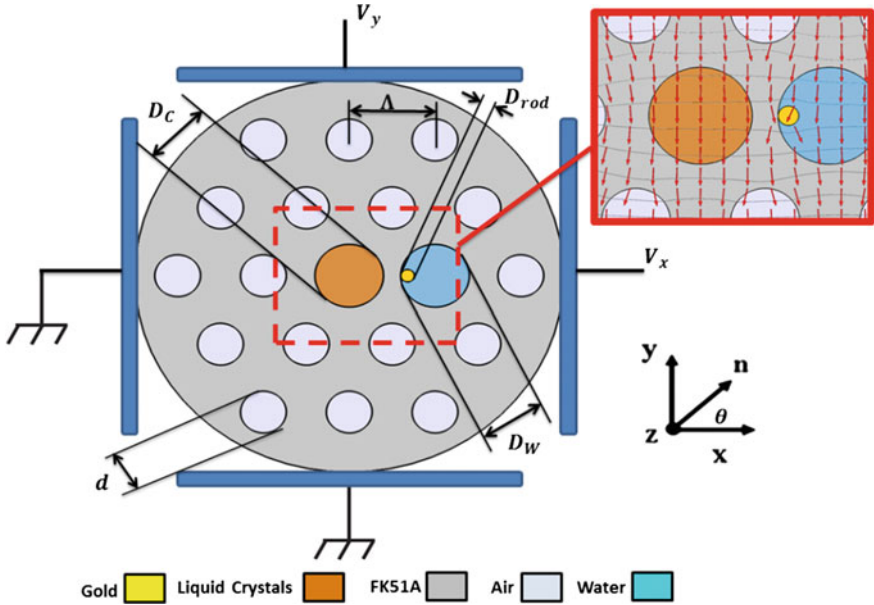 V_y
D_C
Λ
D_rod
V_x
y
n
θ
z
x
D_W
d
Gold Liquid Crystals FK51A Air Water